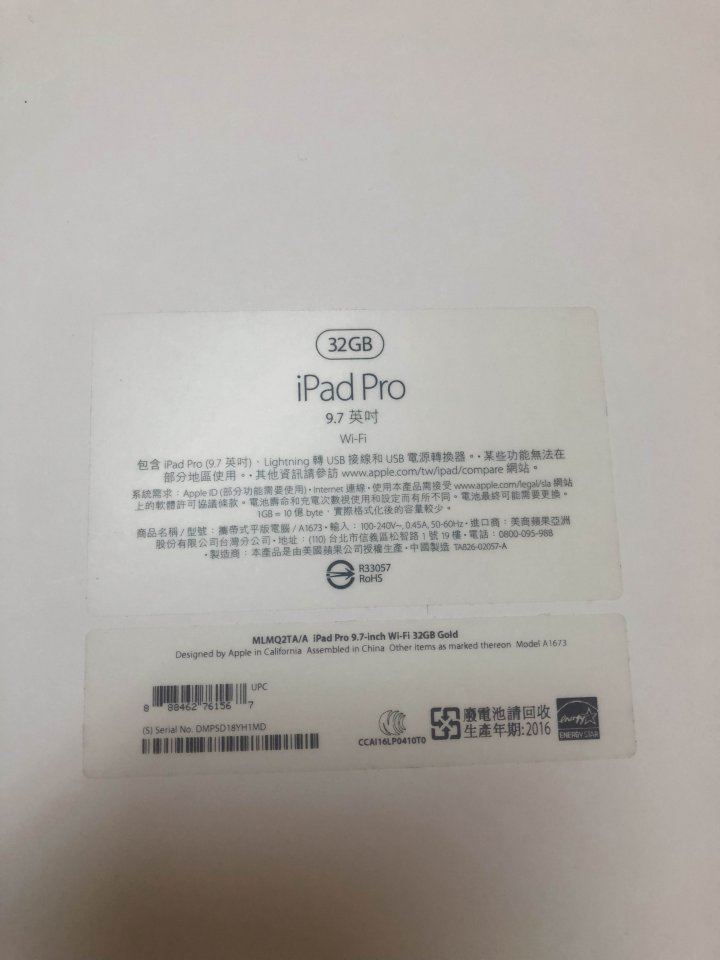 32GB
iPad Pro
9.7 英吋
Wi-Fi
包含 iPad Pro (9.7 英吋)、Lightning 轉 USB 接線和 USB 電源轉換器。• 某些功能無法在
部分地區使用。• 其他資訊請參訪 www.apple.com/tw/ipad/compare 網站。
系統需求：Apple ID (部分功能需要使用)• Internet 連線 • 使用本產品需接受 www.apple.com/legal/sla 網站
上的軟體許可協議條款。電池壽命和充電次數視使用和設定而有所不同。電池最終可能需要更換。
1GB = 10 億 byte，實際格式化後的容量較少。
商品名稱 / 型號：攜帶式平版電腦 / A1673 • 輸入：100-240V~, 0.45A, 50-60Hz • 進口商：美商蘋果亞洲
股份有限公司台灣分公司 • 地址：(110) 台北市信義區松智路 1 號 19 樓 • 電話：0800-095-988
• 製造商：本產品是由美國蘋果公司授權生產 • 中國製造 TA826-02057-A
R33057
RoHS
MLMQ2TA/A iPad Pro 9.7-inch Wi-Fi 32GB Gold
Designed by Apple in California Assembled in China Other items as marked thereon Model A1673
UPC
8 88462 76156 7
(S) Serial No. DMPSD18YH1MD
CCAI16LP0410T0
廢電池請回收
生產年期:2016
energy
ENERGY STAR